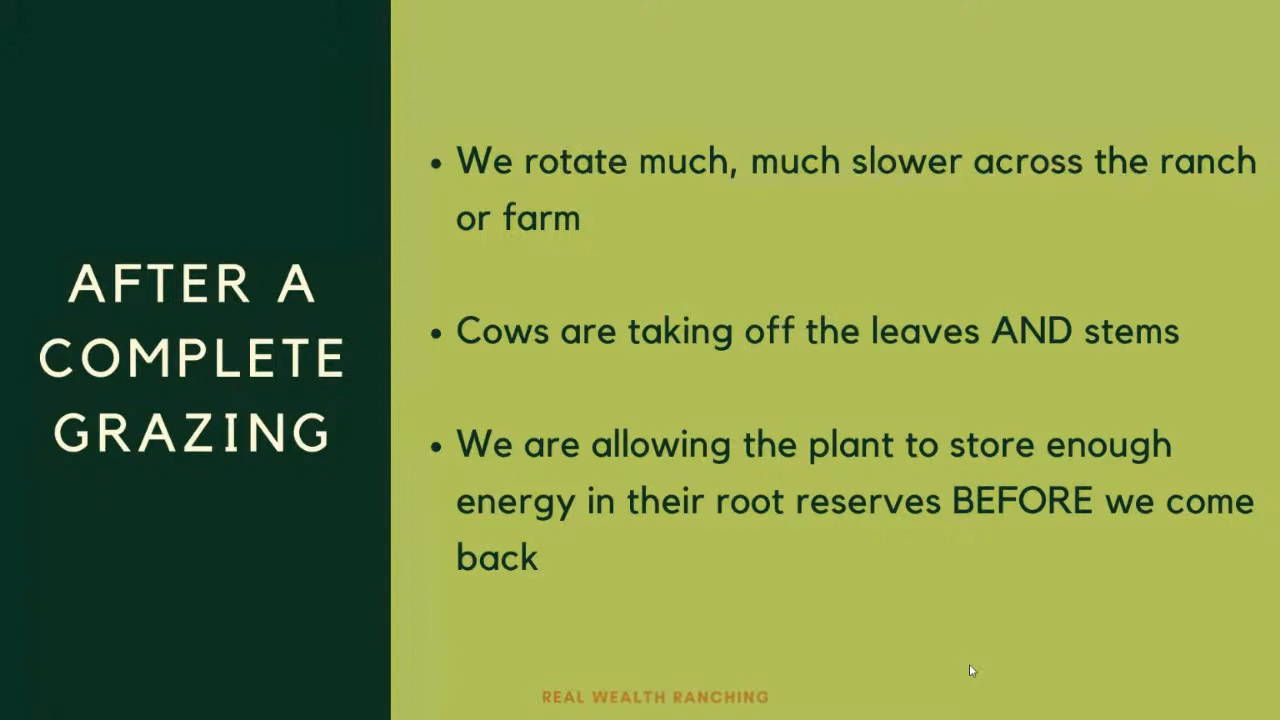 AFTER A
COMPLETE
GRAZING
• We rotate much, much slower across the ranch
or farm
• Cows are taking off the leaves AND stems
• We are allowing the plant to store enough
energy in their root reserves BEFORE we come
back
REAL WEALTH RANCHING